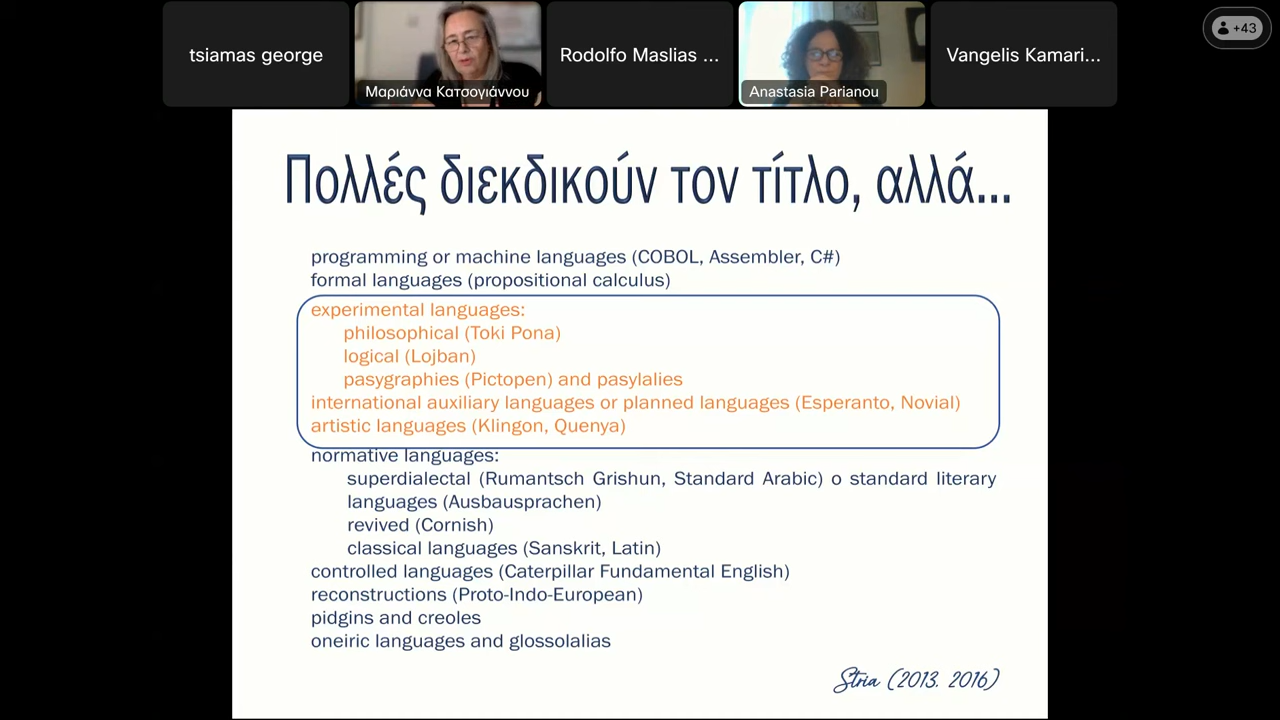 tsiamas george
Μαριάννα Κατσογιάννου
Rodolfo Maslias ...
Anastasia Parianou
Vangelis Kamari...
+43
Πολλές διεκδικούν τον τίτλο, αλλά...
programming or machine languages (COBOL, Assembler, C#)
formal languages (propositional calculus)
experimental languages:
philosophical (Toki Pona)
logical (Lojban)
pasygraphies (Pictopen) and pasylalies
international auxiliary languages or planned languages (Esperanto, Novial)
artistic languages (Klingon, Quenya)
normative languages:
superdialectal (Rumantsch Grishun, Standard Arabic) o standard literary
languages (Ausbausprachen)
revived (Cornish)
classical languages (Sanskrit, Latin)
controlled languages (Caterpillar Fundamental English)
reconstructions (Proto-Indo-European)
pidgins and creoles
oneiric languages and glossolalias
Stria (2013. 2016)